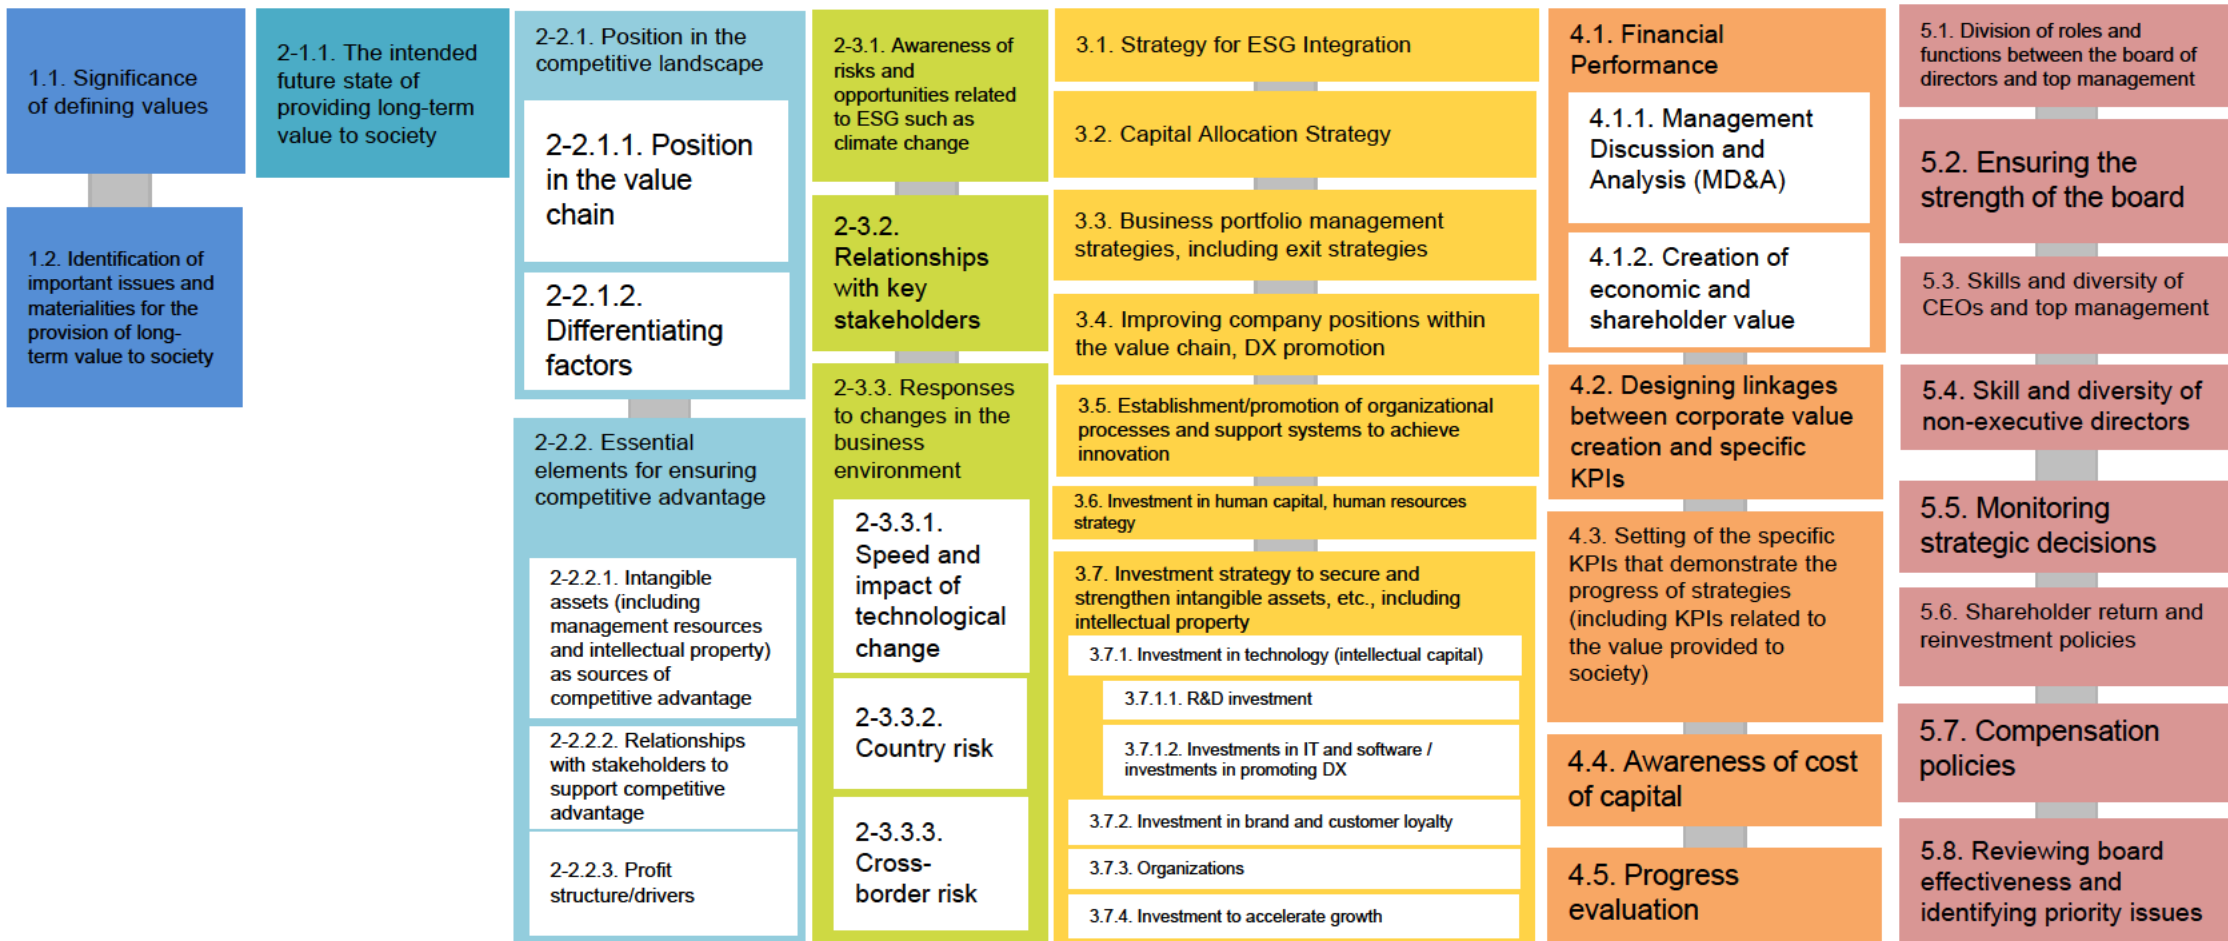 1.1. Significance
of defining values
1.2. Identification of
important issues and
materialities for the
provision of long-
term value to society
2-1.1. The intended
future state of
providing long-term
value to society
2-2.1. Position in the
competitive landscape
2-2.1.1. Position
in the value
chain
2-2.1.2.
Differentiating
factors
2-2.2. Essential
elements for ensuring
competitive advantage
2-2.2.1. Intangible
assets (including
management resources
and intellectual property)
as sources of
competitive advantage
2-2.2.2. Relationships
with stakeholders to
support competitive
advantage
2-2.2.3. Profit
structure/drivers
2-3.1. Awareness of
risks and
opportunities related
to ESG such as
climate change
2-3.2.
Relationships
with key
stakeholders
2-3.3. Responses
to changes in the
business
environment
2-3.3.1.
Speed and
impact of
technological
change
2-3.3.2.
Country risk
2-3.3.3.
Cross-
border risk
3.1. Strategy for ESG Integration
3.2. Capital Allocation Strategy
3.3. Business portfolio management
strategies, including exit strategies
3.4. Improving company positions within
the value chain, DX promotion
3.5. Establishment/promotion of organizational
processes and support systems to achieve
innovation
3.6. Investment in human capital, human resources
strategy
3.7. Investment strategy to secure and
strengthen intangible assets, etc., including
intellectual property
3.7.1. Investment in technology (intellectual capital)
3.7.1.1. R&D investment
3.7.1.2. Investments in IT and software /
investments in promoting DX
3.7.2. Investment in brand and customer loyalty
3.7.3. Organizations
3.7.4. Investment to accelerate growth
4.1. Financial
Performance
4.1.1. Management
Discussion and
Analysis (MD&A)
4.1.2. Creation of
economic and
shareholder value
4.2. Designing linkages
between corporate value
creation and specific
KPIs
4.3. Setting of the specific
KPIs that demonstrate the
progress of strategies
(including KPIs related to
the value provided to
society)
4.4. Awareness of cost
of capital
4.5. Progress
evaluation
5.1. Division of roles and
functions between the board of
directors and top management
5.2. Ensuring the
strength of the board
5.3. Skills and diversity of
CEOs and top management
5.4. Skill and diversity of
non-executive directors
5.5. Monitoring
strategic decisions
5.6. Shareholder return and
reinvestment policies
5.7. Compensation
policies
5.8. Reviewing board
effectiveness and
identifying priority issues